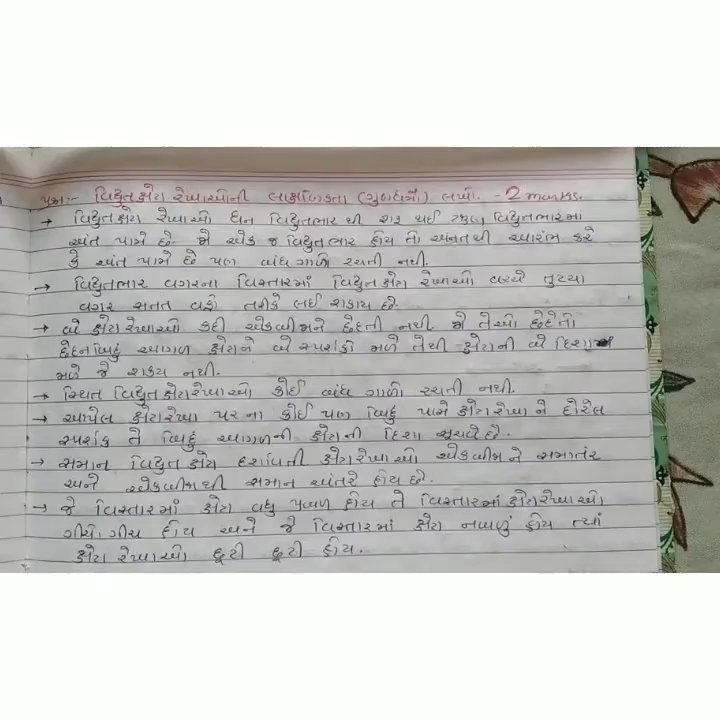 પ્રશ્ન:- વિદ્યુતક્ષેત્ર રેખાઓની લાક્ષણિકતા (ગુણધર્મો) લખો. -2 marks.
→ વિદ્યુતક્ષેત્ર રેખાઓ ધન વિદ્યુતભારથી શરૂ થઈ ઋણ વિદ્યુતભારમાં
અંત પામે છે. જો એક જ વિદ્યુતભાર હોય તો અનંતથી આરંભ કરે
કે અંત પામે છે પણ બંધ ગાળો રચતી નથી.
→ વિદ્યુતભાર વગરના વિસ્તારમાં વિદ્યુત ક્ષેત્ર રેખાઓ વચ્ચે તુટયા
વગર સતત વક્રો તરીકે લઈ શકાય છે.
→ બે ક્ષેત્રરેખાઓ કદી એકબીજાને છેદતી નથી. જો તેઓ છેદે તો
છેદનબિંદુ આગળ ક્ષેત્રને બે સ્પર્શકો મળે તેથી ક્ષેત્રની બે દિશા
મળે જે શકય નથી.
→ સ્થિત વિદ્યુત ક્ષેત્રરેખાઓ કોઈ બંધ ગાળો રચતી નથી.
→ આપેલ ક્ષેત્રરેખા પરના કોઈ પણ બિંદુ પાસે ક્ષેત્રરેખા ને દોરેલ
સ્પર્શક તે બિંદુ આગળની ક્ષેત્રની દિશા સૂચવે છે.
→ સમાન વિદ્યુત ક્ષેત્ર દર્શાવતી ક્ષેત્રરેખાઓ એકબીજાને સમાતંર
અને એકબીજાથી સમાન અંતરે હોય છે.
→ જે વિસ્તારમાં ક્ષેત્ર વધુ પ્રબળ હોય તે વિસ્તારમાં ક્ષેત્રરેખાઓ
ગીચો ગીચ હોય અને જે વિસ્તારમાં ક્ષેત્ર નબળું હોય ત્યાં
ક્ષેત્ર રેખાઓ છૂટી છૂટી હોય.